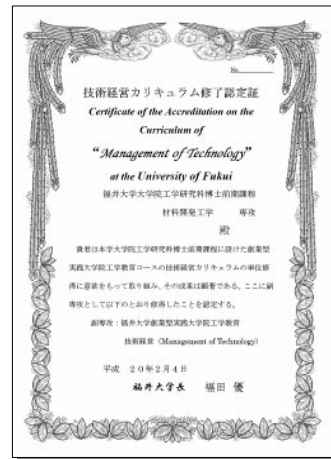 No.
技術経営カリキュラム修了認定証
Certificate of the Accreditation on the
Curriculum of
“Management of Technology”
at the University of Fukui
福井大学大学院工学研究科博士前期課程
材料開発工学 専攻
殿
貴君は本学大学院工学研究科博士前期課程に設けた創業型
実践大学院工学教育コースの技術経営カリキュラムの単位修
得に意欲をもって取り組み、その成果は顕著である。ここに副
専攻として以下のとおり修得したことを認定する。
副専攻：福井大学創業型実践大学院工学教育
技術経営（Management of Technology）
平成 20年2月4日
福井大学長 福田 優